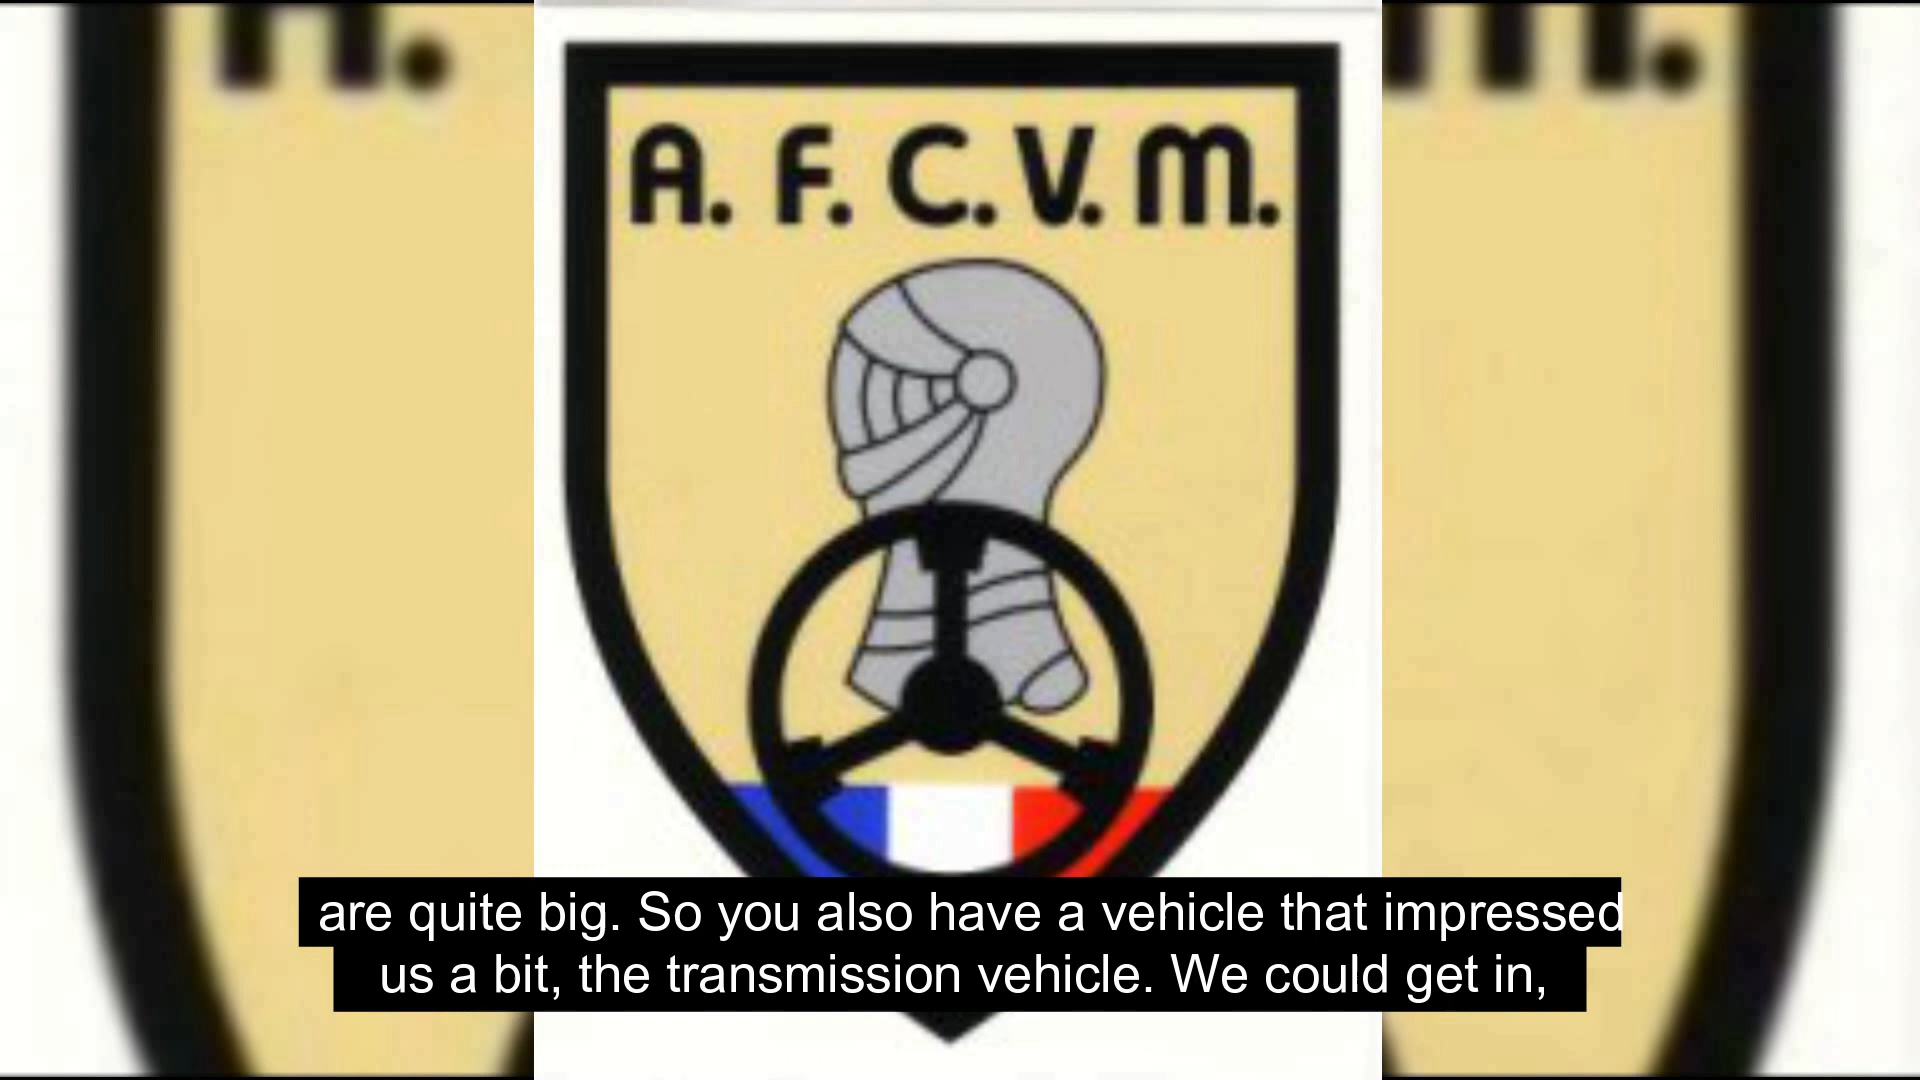 A. F. C. V. M.
are quite big. So you also have a vehicle that impressed
us a bit, the transmission vehicle. We could get in,